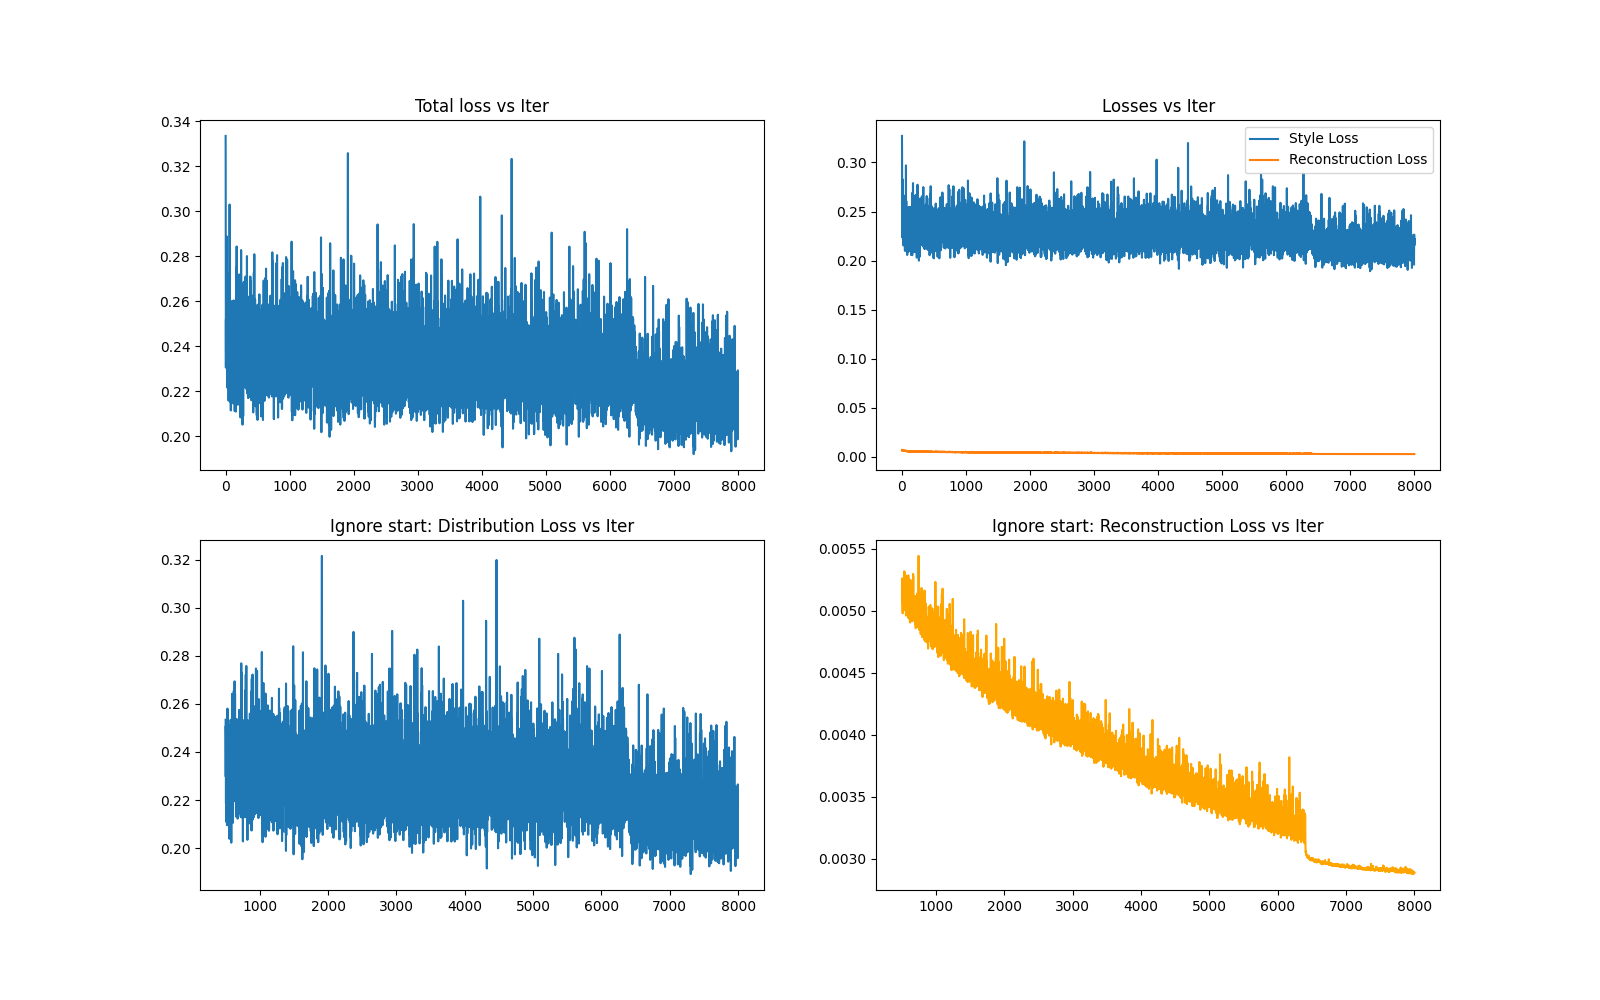 Total loss vs Iter
0.34
0.32
0.30
0.28
0.26
0.24
0.22
0.20
0 1000 2000 3000 4000 5000 6000 7000 8000
Losses vs Iter
Style Loss
Reconstruction Loss
0.30
0.25
0.20
0.15
0.10
0.05
0.00
0 1000 2000 3000 4000 5000 6000 7000 8000
Ignore start: Distribution Loss vs Iter
0.32
0.30
0.28
0.26
0.24
0.22
0.20
1000 2000 3000 4000 5000 6000 7000 8000
Ignore start: Reconstruction Loss vs Iter
0.0055
0.0050
0.0045
0.0040
0.0035
0.0030
1000 2000 3000 4000 5000 6000 7000 8000